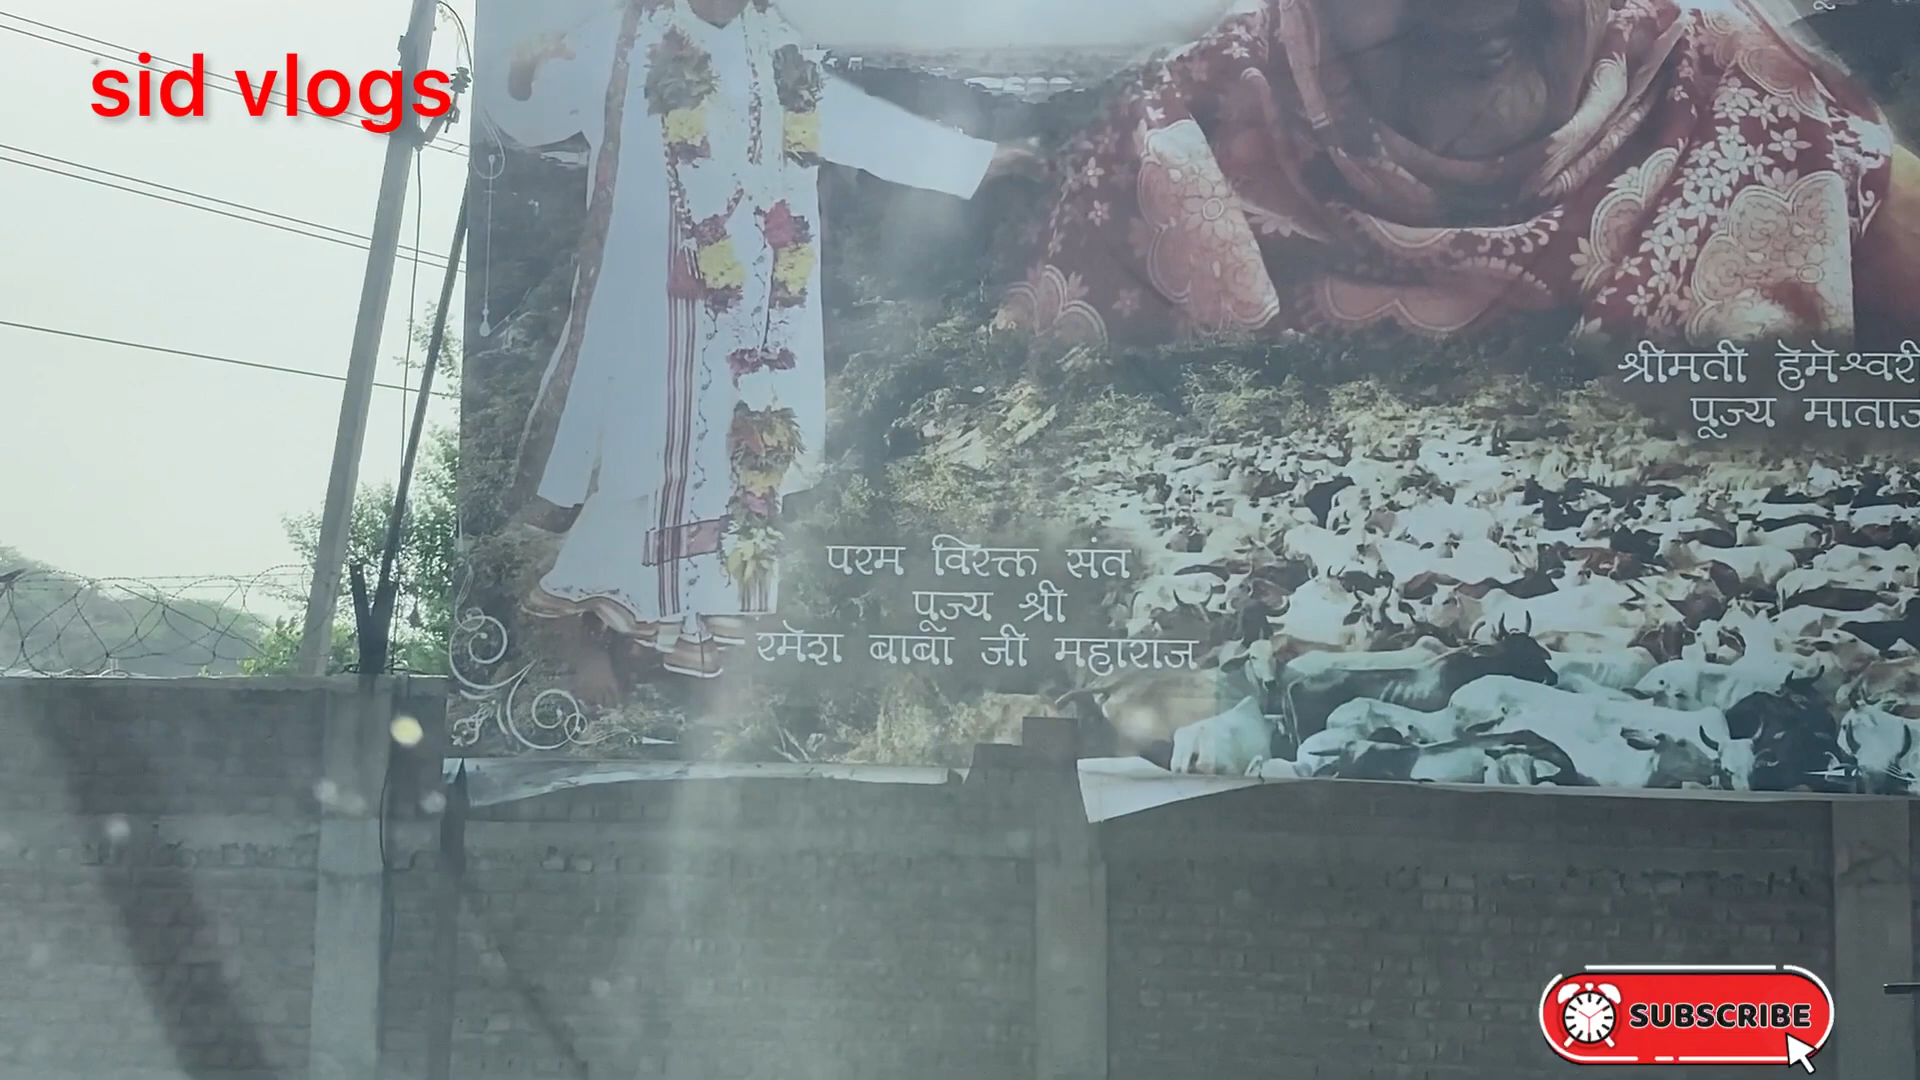 sid vlogs
श्रीमती हेमेश्वरी
पूज्य
परम विरक्त संत
पूज्य श्री
रमेश बाबा जी महाराज
SUBSCRIBE